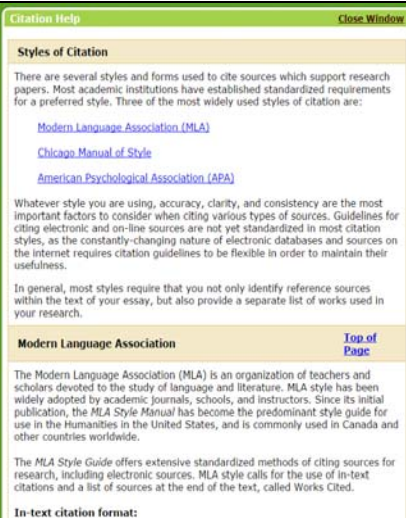 Citation Help Close Window
Styles of Citation
There are several styles and forms used to cite sources which support research
papers. Most academic institutions have established standardized requirements
for a preferred style. Three of the most widely used styles of citation are:
Modern Language Association (MLA)
Chicago Manual of Style
American Psychological Association (APA)
Whatever style you are using, accuracy, clarity, and consistency are the most
important factors to consider when citing various types of sources. Guidelines for
citing electronic and on-line sources are not yet standardized in most citation
styles, as the constantly-changing nature of electronic databases and sources on
the internet requires citation guidelines to be flexible in order to maintain their
usefulness.
In general, most styles require that you not only identify reference sources
within the text of your essay, but also provide a separate list of works used in
your research.
Modern Language Association Top of
Page
The Modern Language Association (MLA) is an organization of teachers and
scholars devoted to the study of language and literature. MLA style has been
widely adopted by academic journals, schools, and instructors. Since its initial
publication, the MLA Style Manual has become the predominant style guide for
use in the Humanities in the United States, and is commonly used in Canada and
other countries worldwide.
The MLA Style Guide offers extensive standardized methods of citing sources for
research, including electronic sources. MLA style calls for the use of in-text
citations and a list of sources at the end of the text, called Works Cited.
In-text citation format: